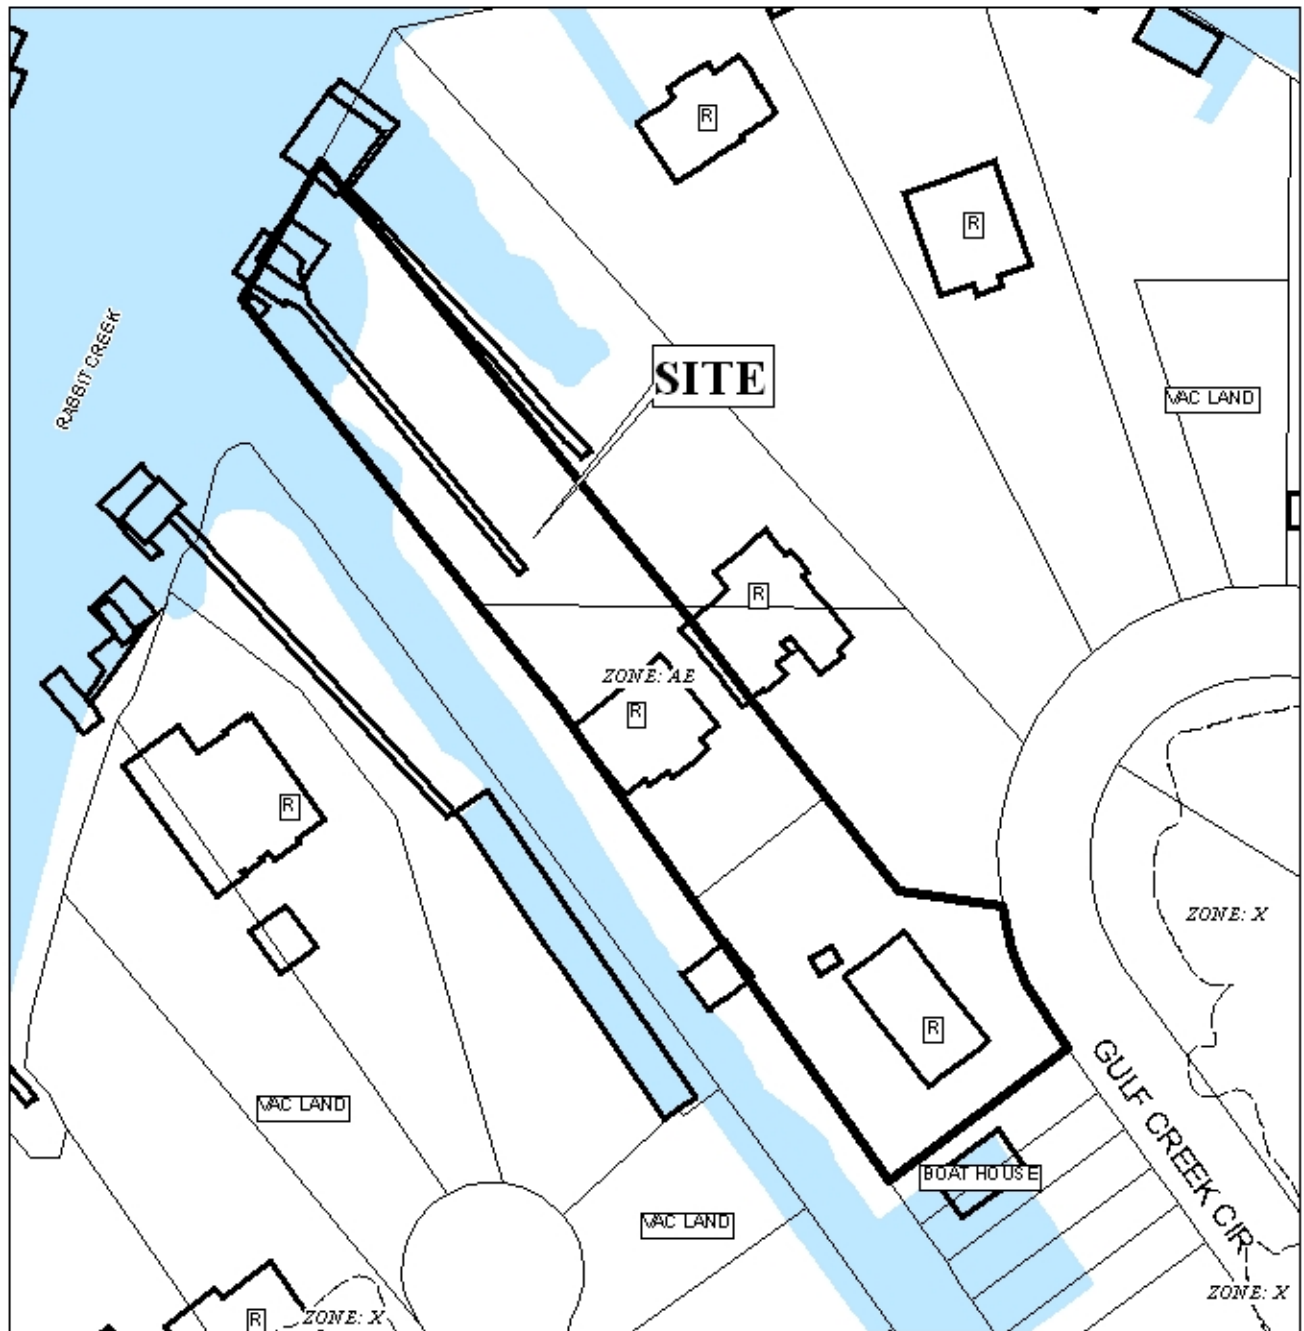 R
R
RABBIT CREEK
SITE
VAC LAND
R
ZONE: AE
R
R
ZONE: X
R
GULF CREEK CIR
VAC LAND
BOAT HOUSE
VAC LAND
ZONE: X
R
ZONE: X